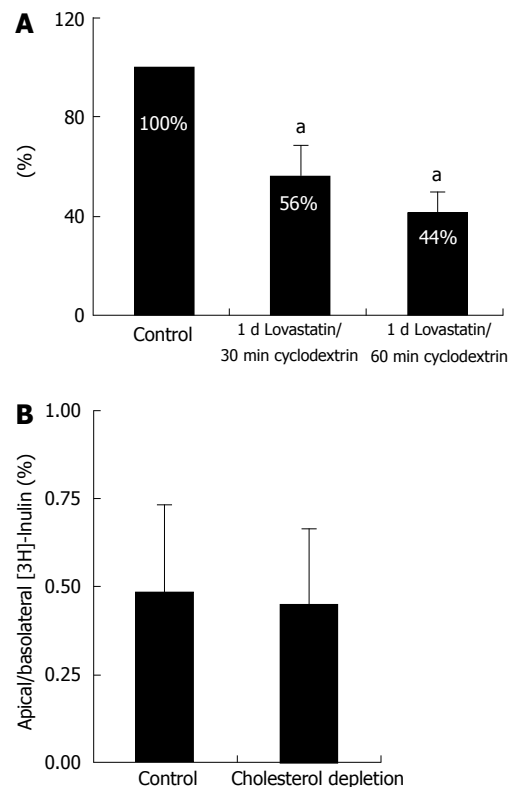 A
(%)
120
80
40
0
100%
a
56%
a
44%
Control
1 d Lovastatin/
30 min cyclodextrin
1 d Lovastatin/
60 min cyclodextrin
B
Apical/basolateral [3H]-Inulin (%)
1.00
0.75
0.50
0.25
0.00
Control
Cholesterol depletion